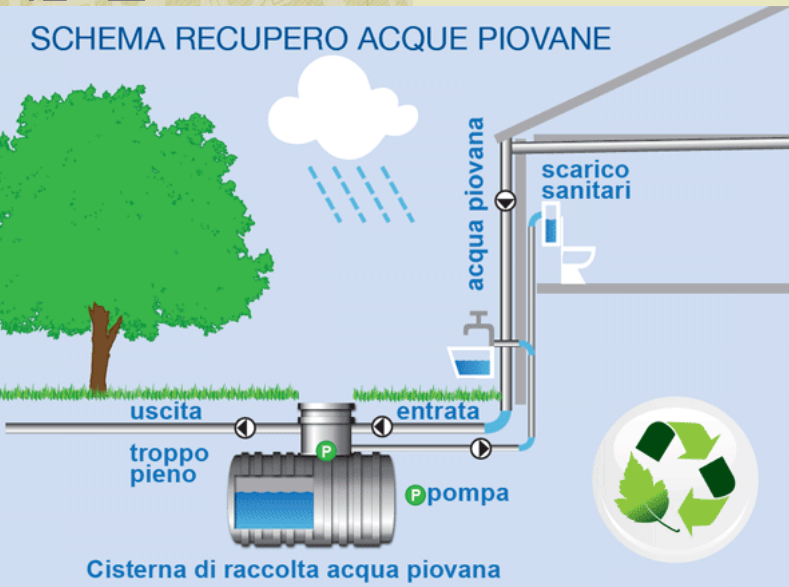 SCHEMA RECUPERO ACQUE PIOVANE
acqua piovana
scarico
sanitari
uscita
entrata
troppo
pieno
P
P pompa
Cisterna di raccolta acqua piovana